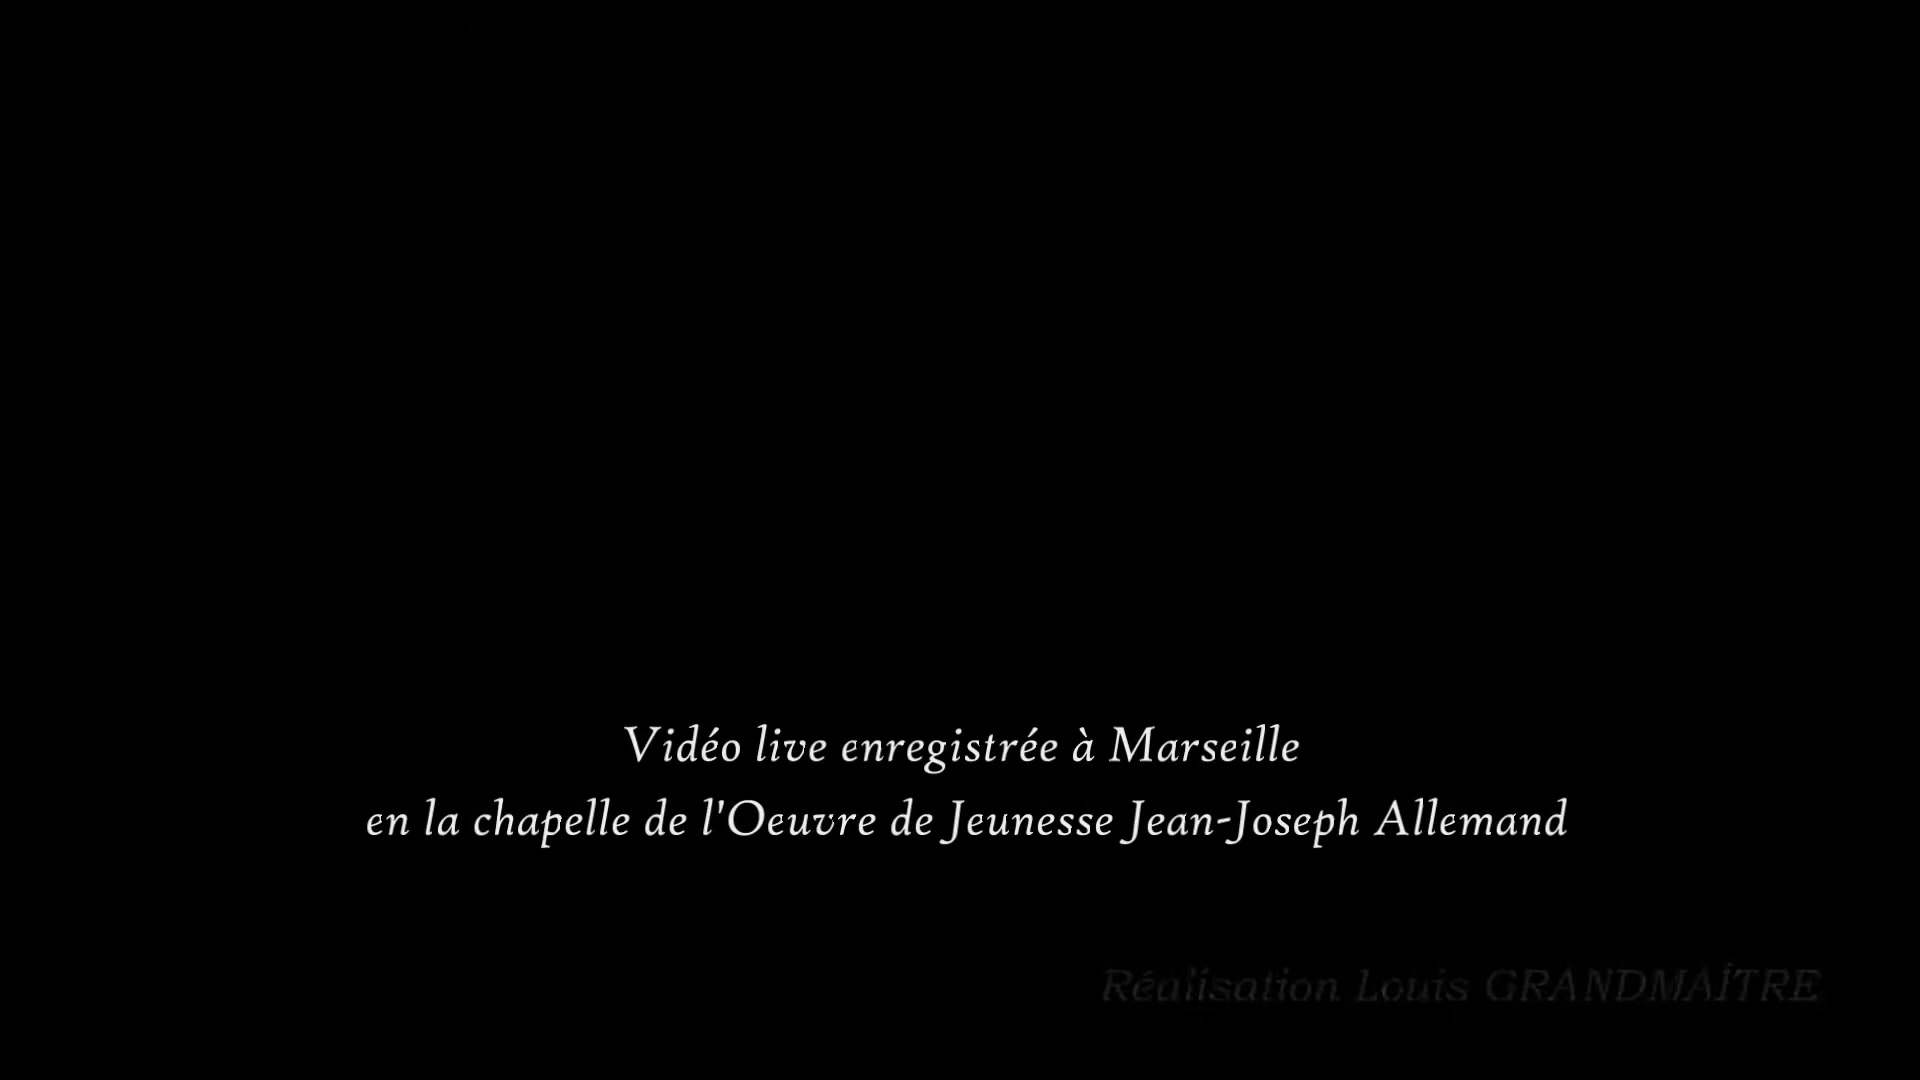 Vidéo live enregistrée à Marseille
en la chapelle de l'Oeuvre de Jeunesse Jean-Joseph Allemand
Réalisation Louis GRANDMAÎTRE